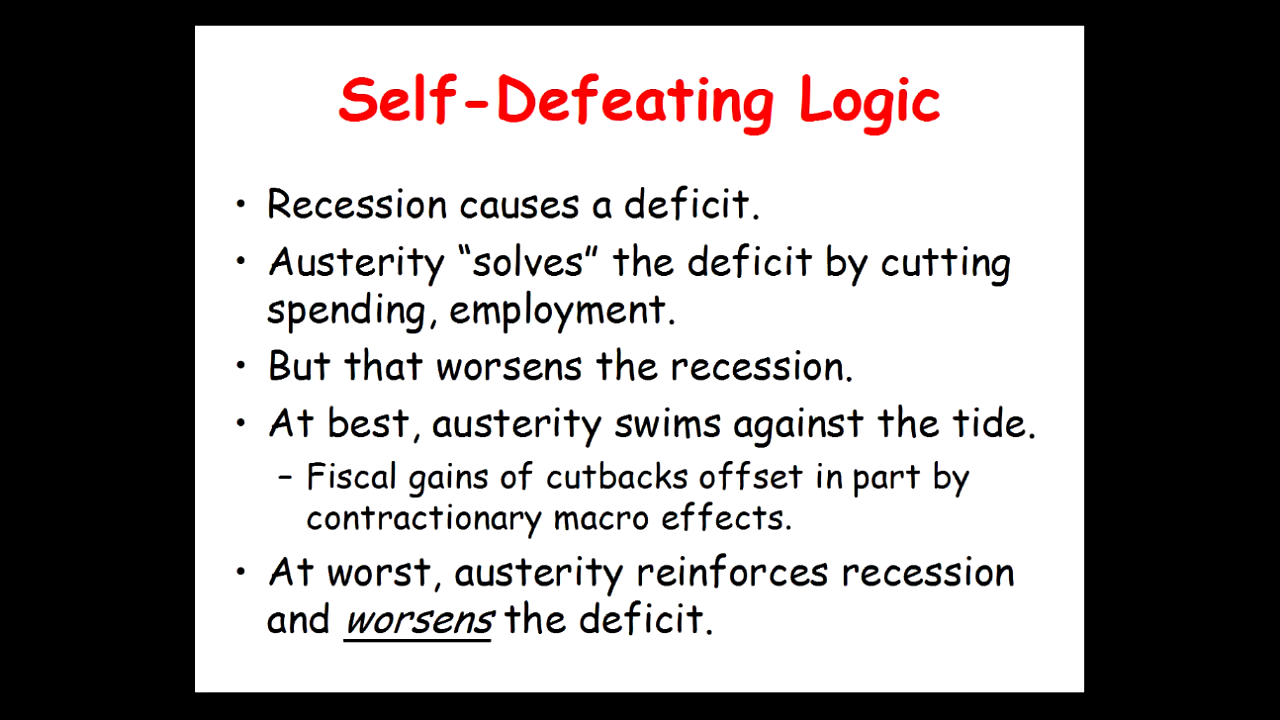 Self-Defeating Logic
• Recession causes a deficit.
• Austerity “solves” the deficit by cutting
spending, employment.
• But that worsens the recession.
• At best, austerity swims against the tide.
– Fiscal gains of cutbacks offset in part by
contractionary macro effects.
• At worst, austerity reinforces recession
and worsens the deficit.